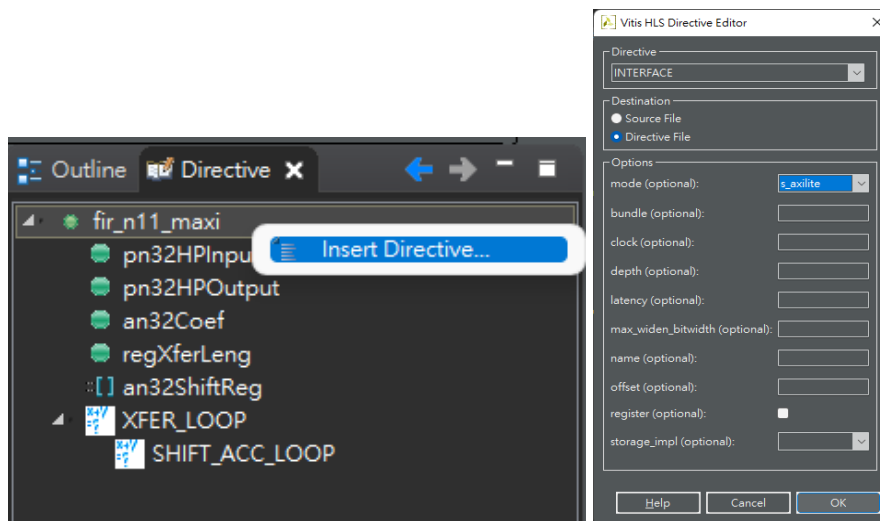 Outline
Directive
fir_n11_maxi
Insert Directive...
pn32HPInpu
pn32HPOutput
an32Coef
regXferLeng
an32ShiftReg
XFER_LOOP
SHIFT_ACC_LOOP
Vitis HLS Directive Editor
Directive
INTERFACE
Destination
Source File
Directive File
Options
mode (optional): s_axilite
bundle (optional):
clock (optional):
depth (optional):
latency (optional):
max_widen_bitwidth (optional):
name (optional):
offset (optional):
register (optional):
storage_impl (optional):
Help Cancel OK